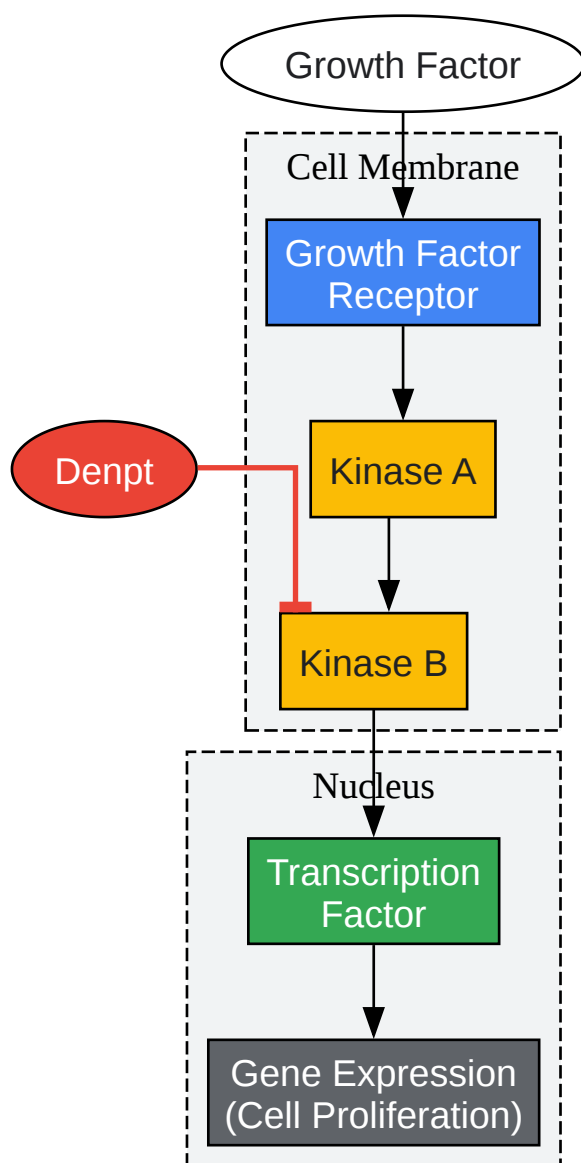 Growth Factor
Cell Membrane
Growth Factor
Receptor
Denpt
Kinase A
Kinase B
Nucleus
Transcription
Factor
Gene Expression
(Cell Proliferation)